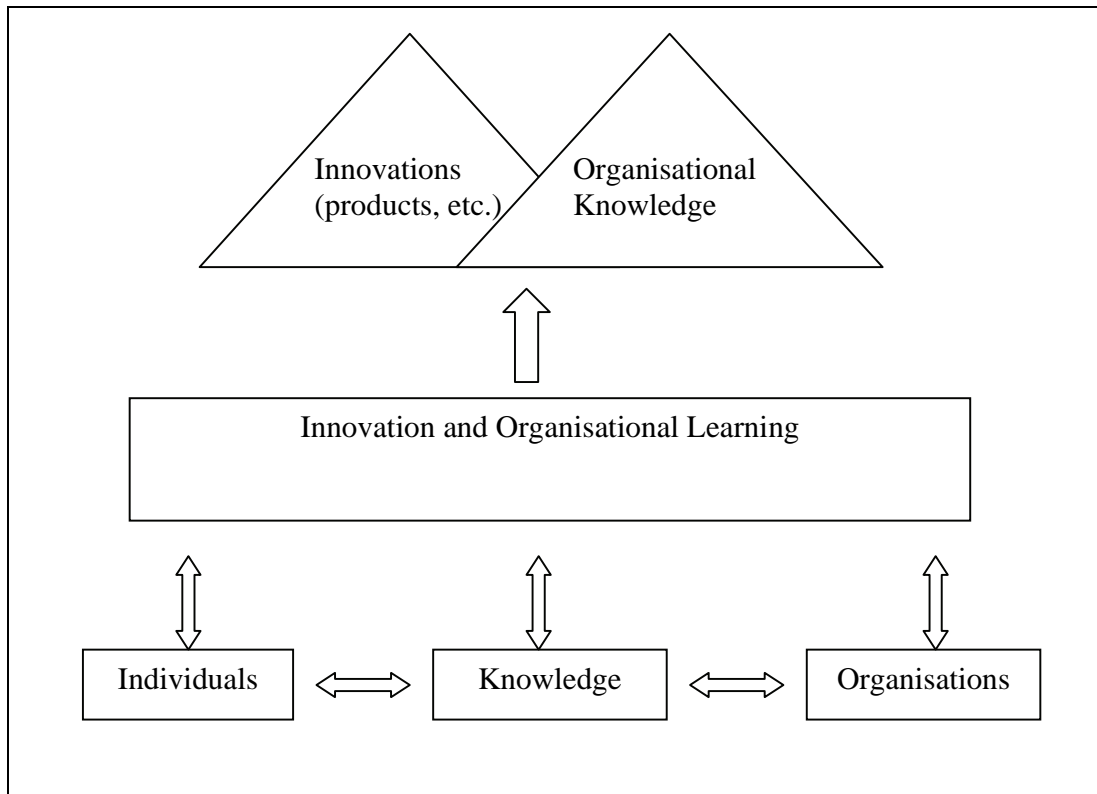 Innovations
(products, etc.)
Organisational
Knowledge
Innovation and Organisational Learning
Individuals
Knowledge
Organisations